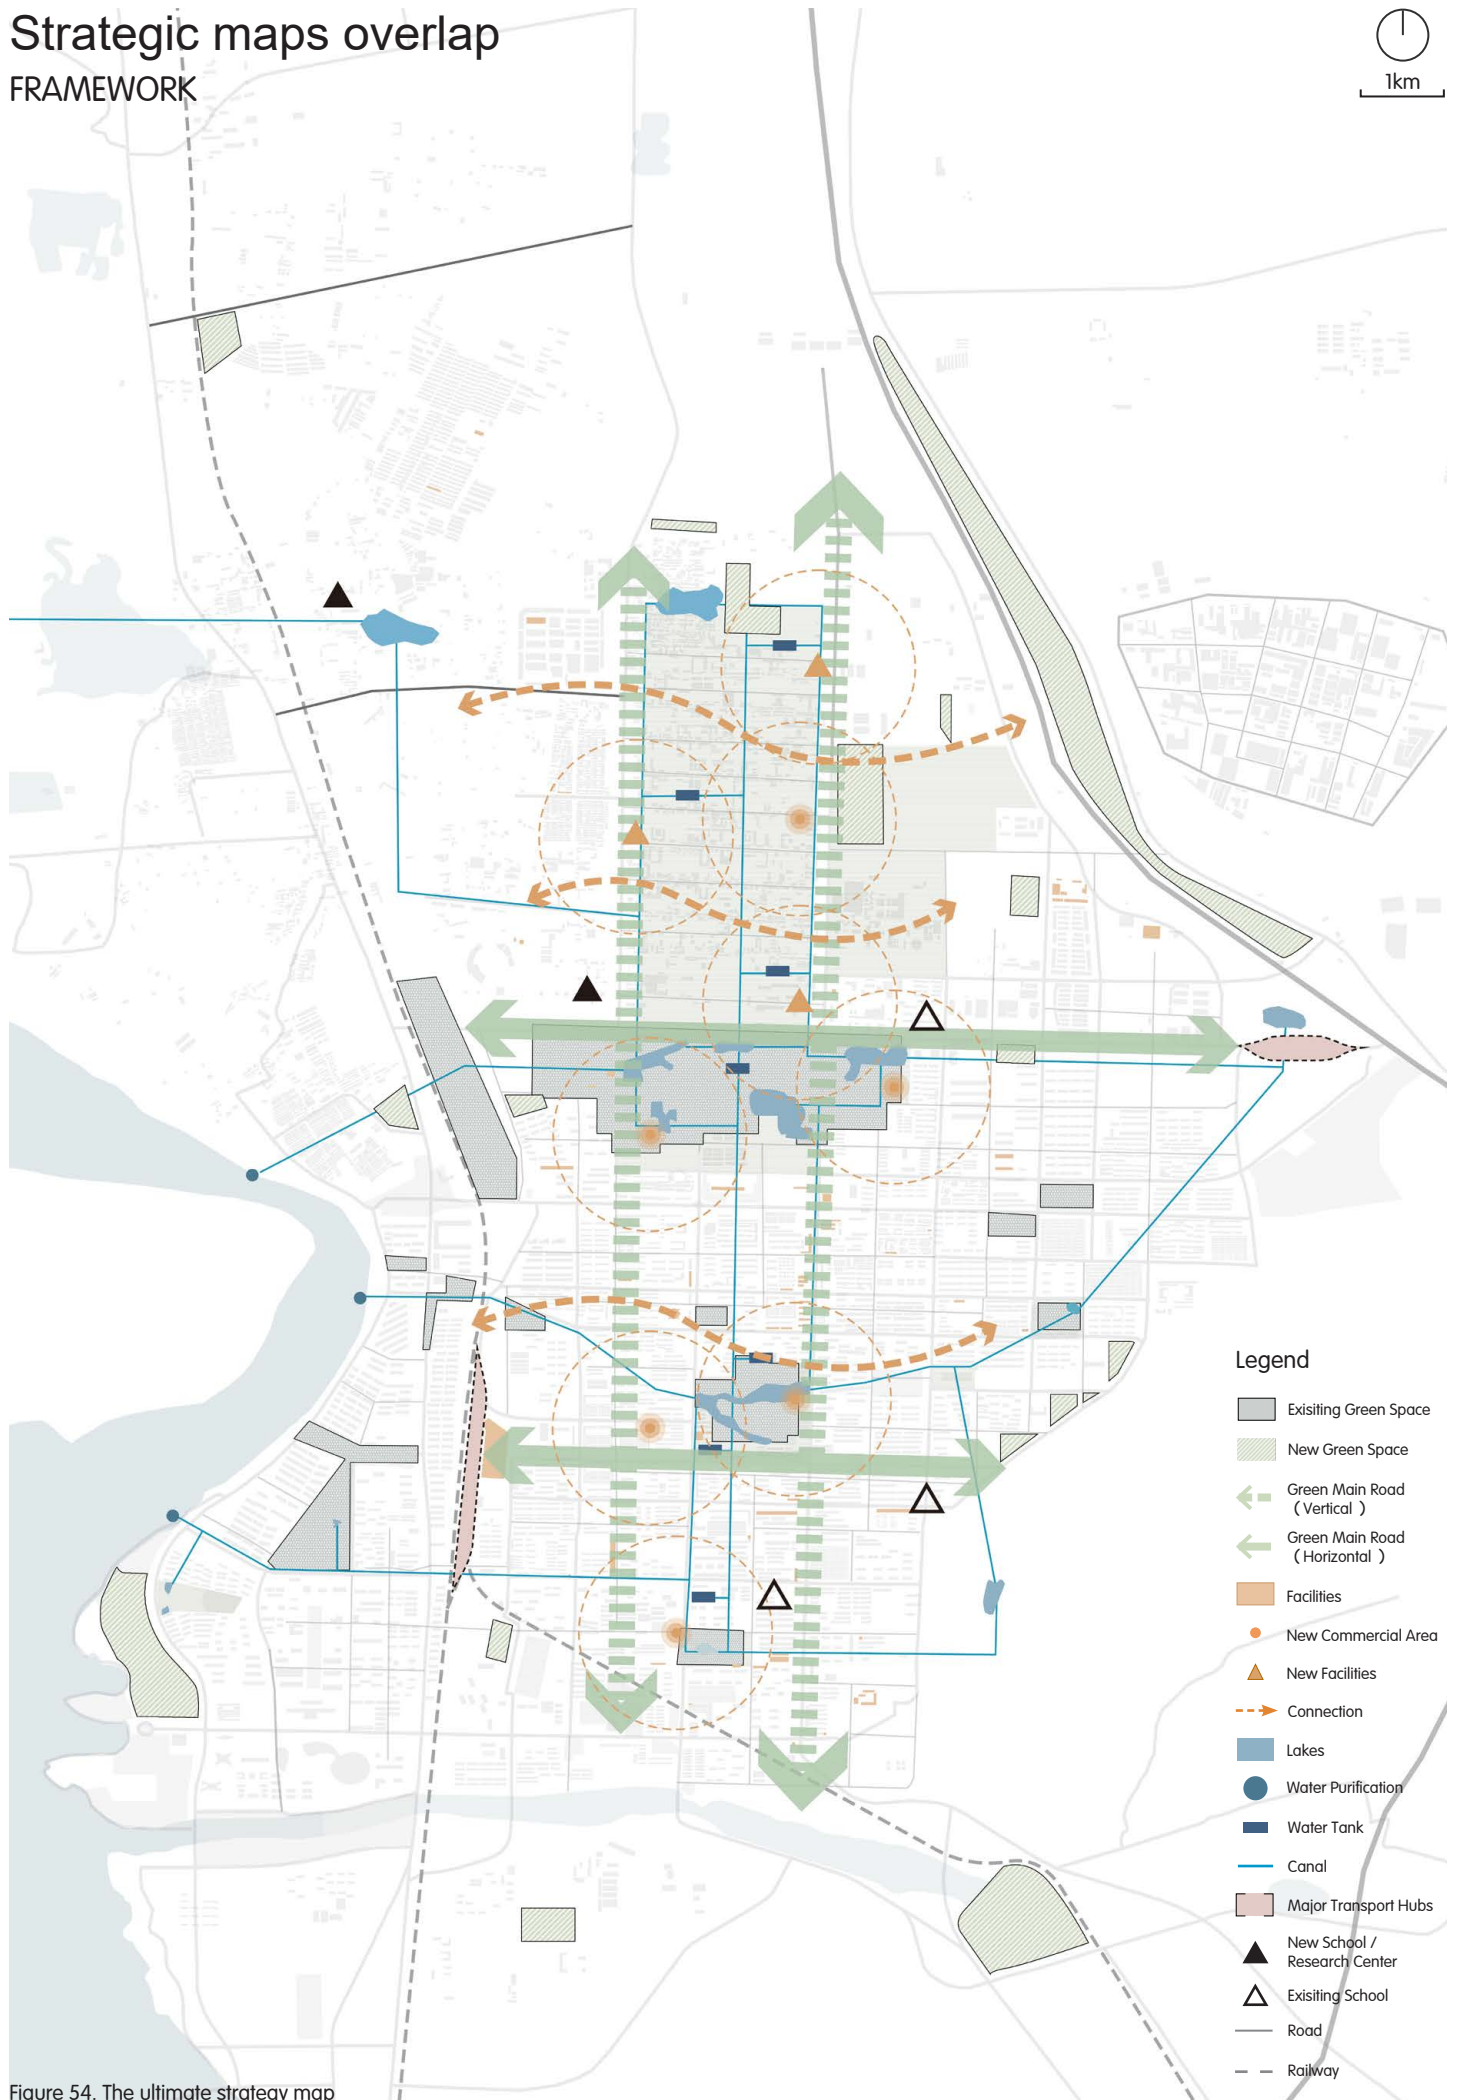 Strategic maps overlap
FRAMEWORK
1km
Legend
Exisiting Green Space
New Green Space
Green Main Road
( Vertical )
Green Main Road
( Horizontal )
Facilities
New Commercial Area
New Facilities
Connection
Lakes
Water Purification
Water Tank
Canal
Major Transport Hubs
New School /
Research Center
Exisiting School
Road
Railway
Figure 54. The ultimate strategy map